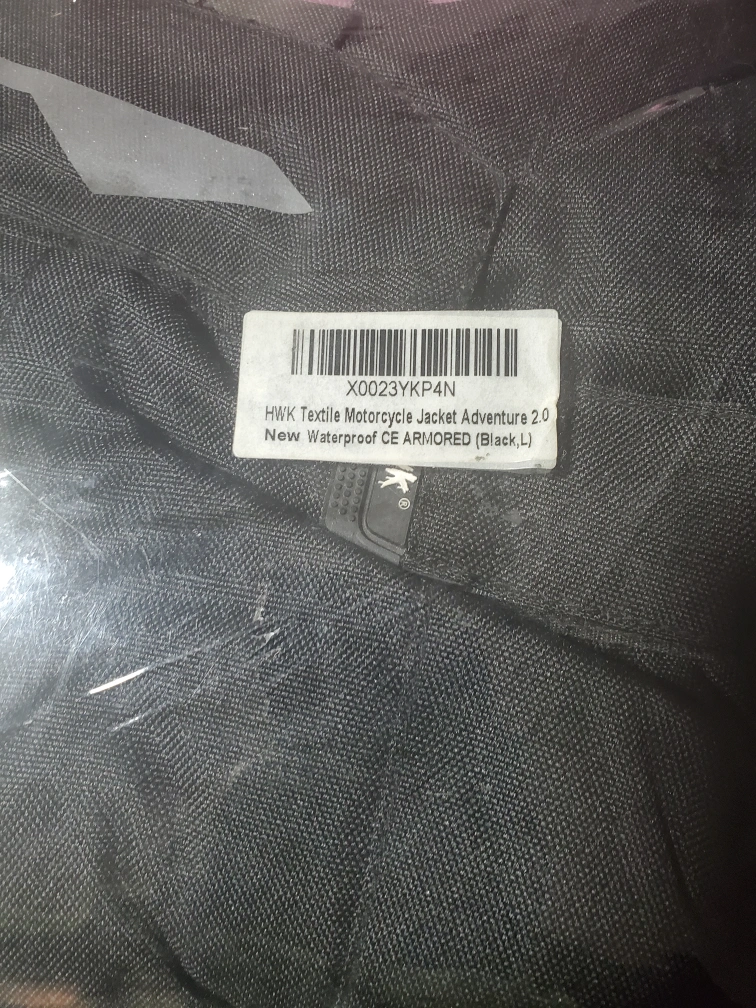 X0023YKP4N
HWK Textile Motorcycle Jacket Adventure 2.0
New Waterproof CE ARMORED (Black,L)
K®